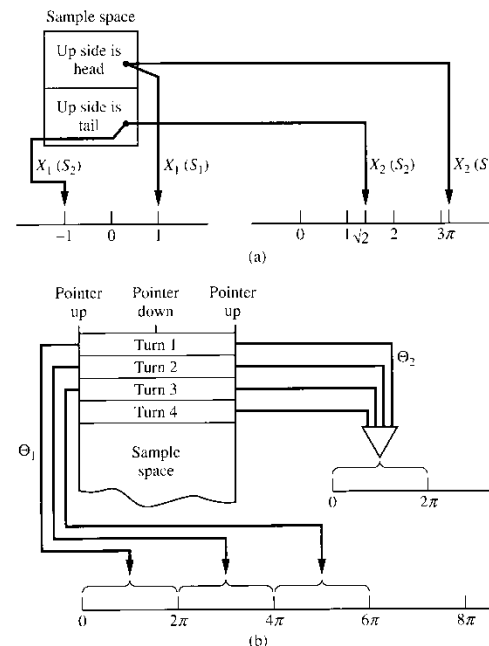 Sample space
Up side is
head
Up side is
tail
X₁ (S₂)
X₁ (S₁)
X₂ (S₂)
X₂ (S
−1 0 1
0 1 √2 2 3 π
(a)
Pointer up
Pointer down
Pointer up
Turn 1
Turn 2
Turn 3
Turn 4
Sample
space
Θ₁
Θ₂
0 2π
0 2π 4π 6π 8π
(b)